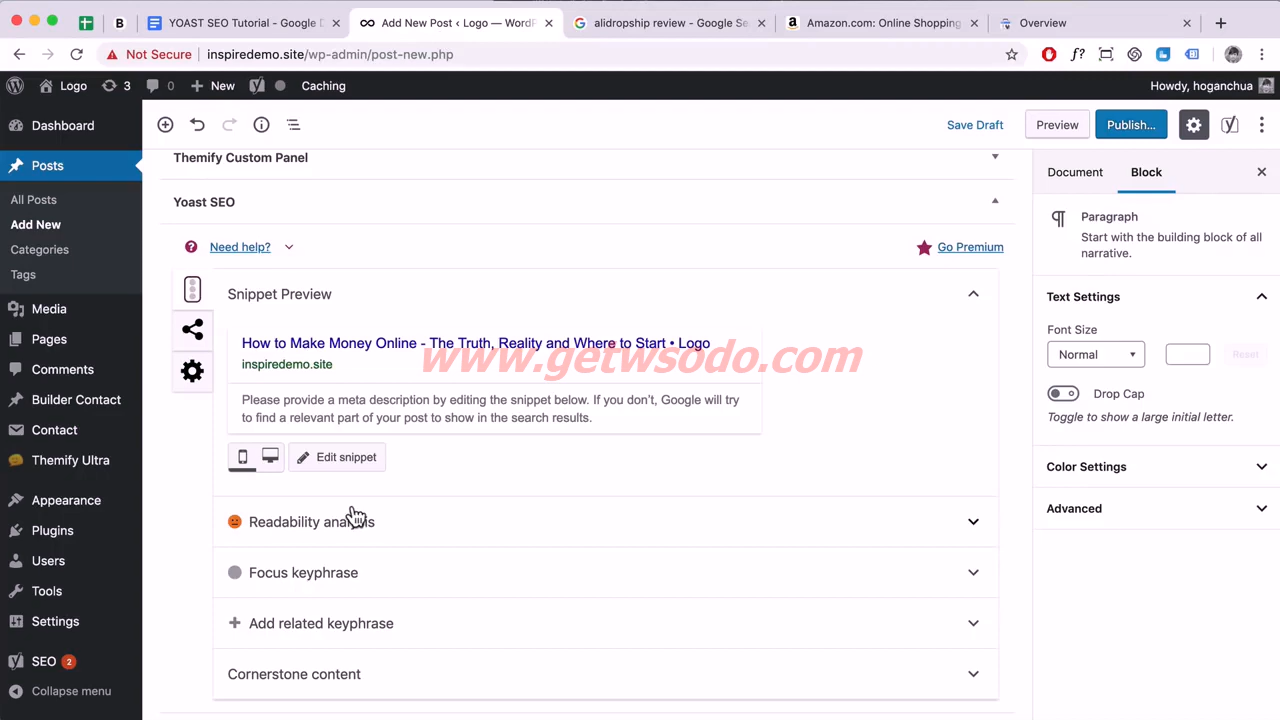 YOAST SEO Tutorial - Google D
Add New Post ‹ Logo — WordP
alidropship review - Google Se
Amazon.com: Online Shopping
Overview
Not Secure
inspiredemo.site/wp-admin/post-new.php
Logo
3
0
New
Caching
Howdy, hoganchua
Dashboard
Posts
All Posts
Add New
Categories
Tags
Media
Pages
Comments
Builder Contact
Contact
Themify Ultra
Appearance
Plugins
Users
Tools
Settings
SEO 2
Collapse menu
Save Draft
Preview
Publish...
Themify Custom Panel
Yoast SEO
Need help?
Go Premium
Snippet Preview
How to Make Money Online - The Truth, Reality and Where to Start • Logo
inspiredemo.site
www.getwsodo.com
Please provide a meta description by editing the snippet below. If you don't, Google will try
to find a relevant part of your post to show in the search results.
Edit snippet
Readability analysis
Focus keyphrase
Add related keyphrase
Cornerstone content
Document
Block
Paragraph
Start with the building block of all
narrative.
Text Settings
Font Size
Normal
Reset
Drop Cap
Toggle to show a large initial letter.
Color Settings
Advanced